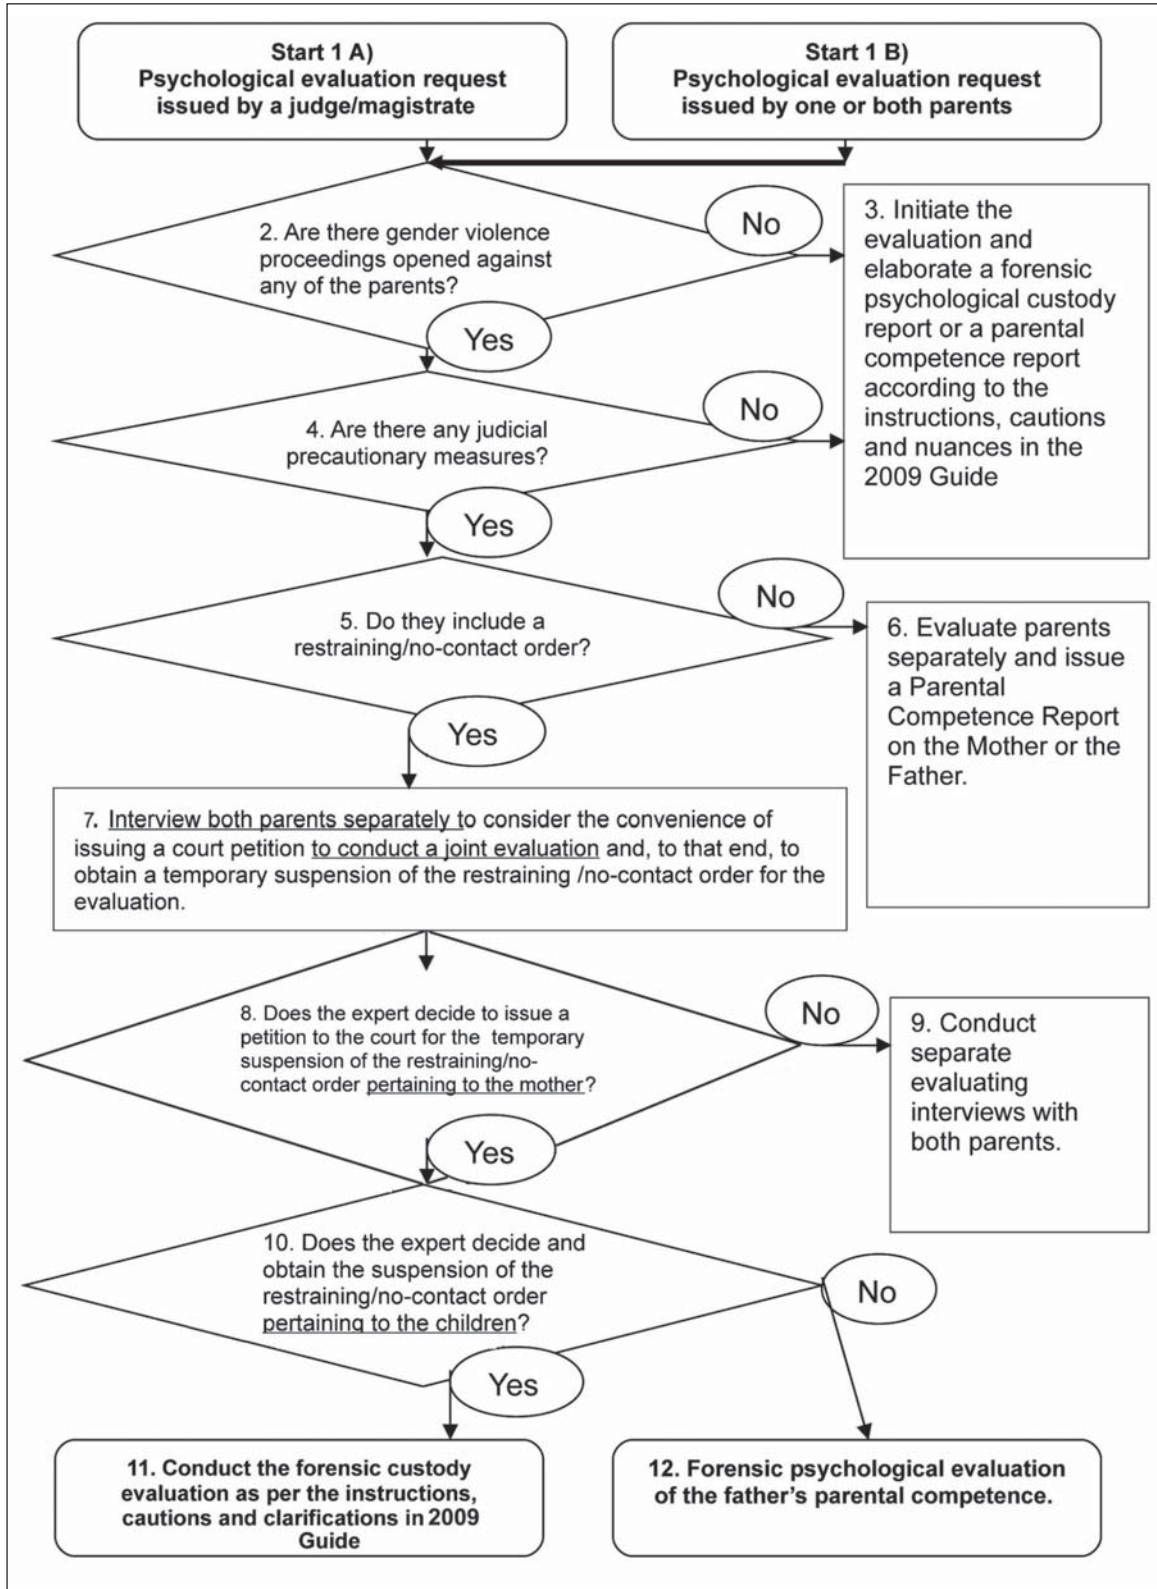 Start 1 A)
Psychological evaluation request
issued by a judge/magistrate
Start 1 B)
Psychological evaluation request
issued by one or both parents
2. Are there gender violence
proceedings opened against
any of the parents?
No
Yes
3. Initiate the
evaluation and
elaborate a forensic
psychological custody
report or a parental
competence report
according to the
instructions, cautions
and nuances in the
2009 Guide
4. Are there any judicial
precautionary measures?
No
Yes
5. Do they include a
restraining/no-contact order?
No
Yes
6. Evaluate parents
separately and issue
a Parental
Competence Report
on the Mother or the
Father.
7. Interview both parents separately to consider the convenience of
issuing a court petition to conduct a joint evaluation and, to that end, to
obtain a temporary suspension of the restraining /no-contact order for the
evaluation.
8. Does the expert decide to issue a
petition to the court for the temporary
suspension of the restraining/no-
contact order pertaining to the mother?
No
Yes
9. Conduct
separate
evaluating
interviews with
both parents.
10. Does the expert decide and
obtain the suspension of the
restraining/no-contact order
pertaining to the children?
No
Yes
11. Conduct the forensic custody
evaluation as per the instructions,
cautions and clarifications in 2009
Guide
12. Forensic psychological evaluation
of the father's parental competence.